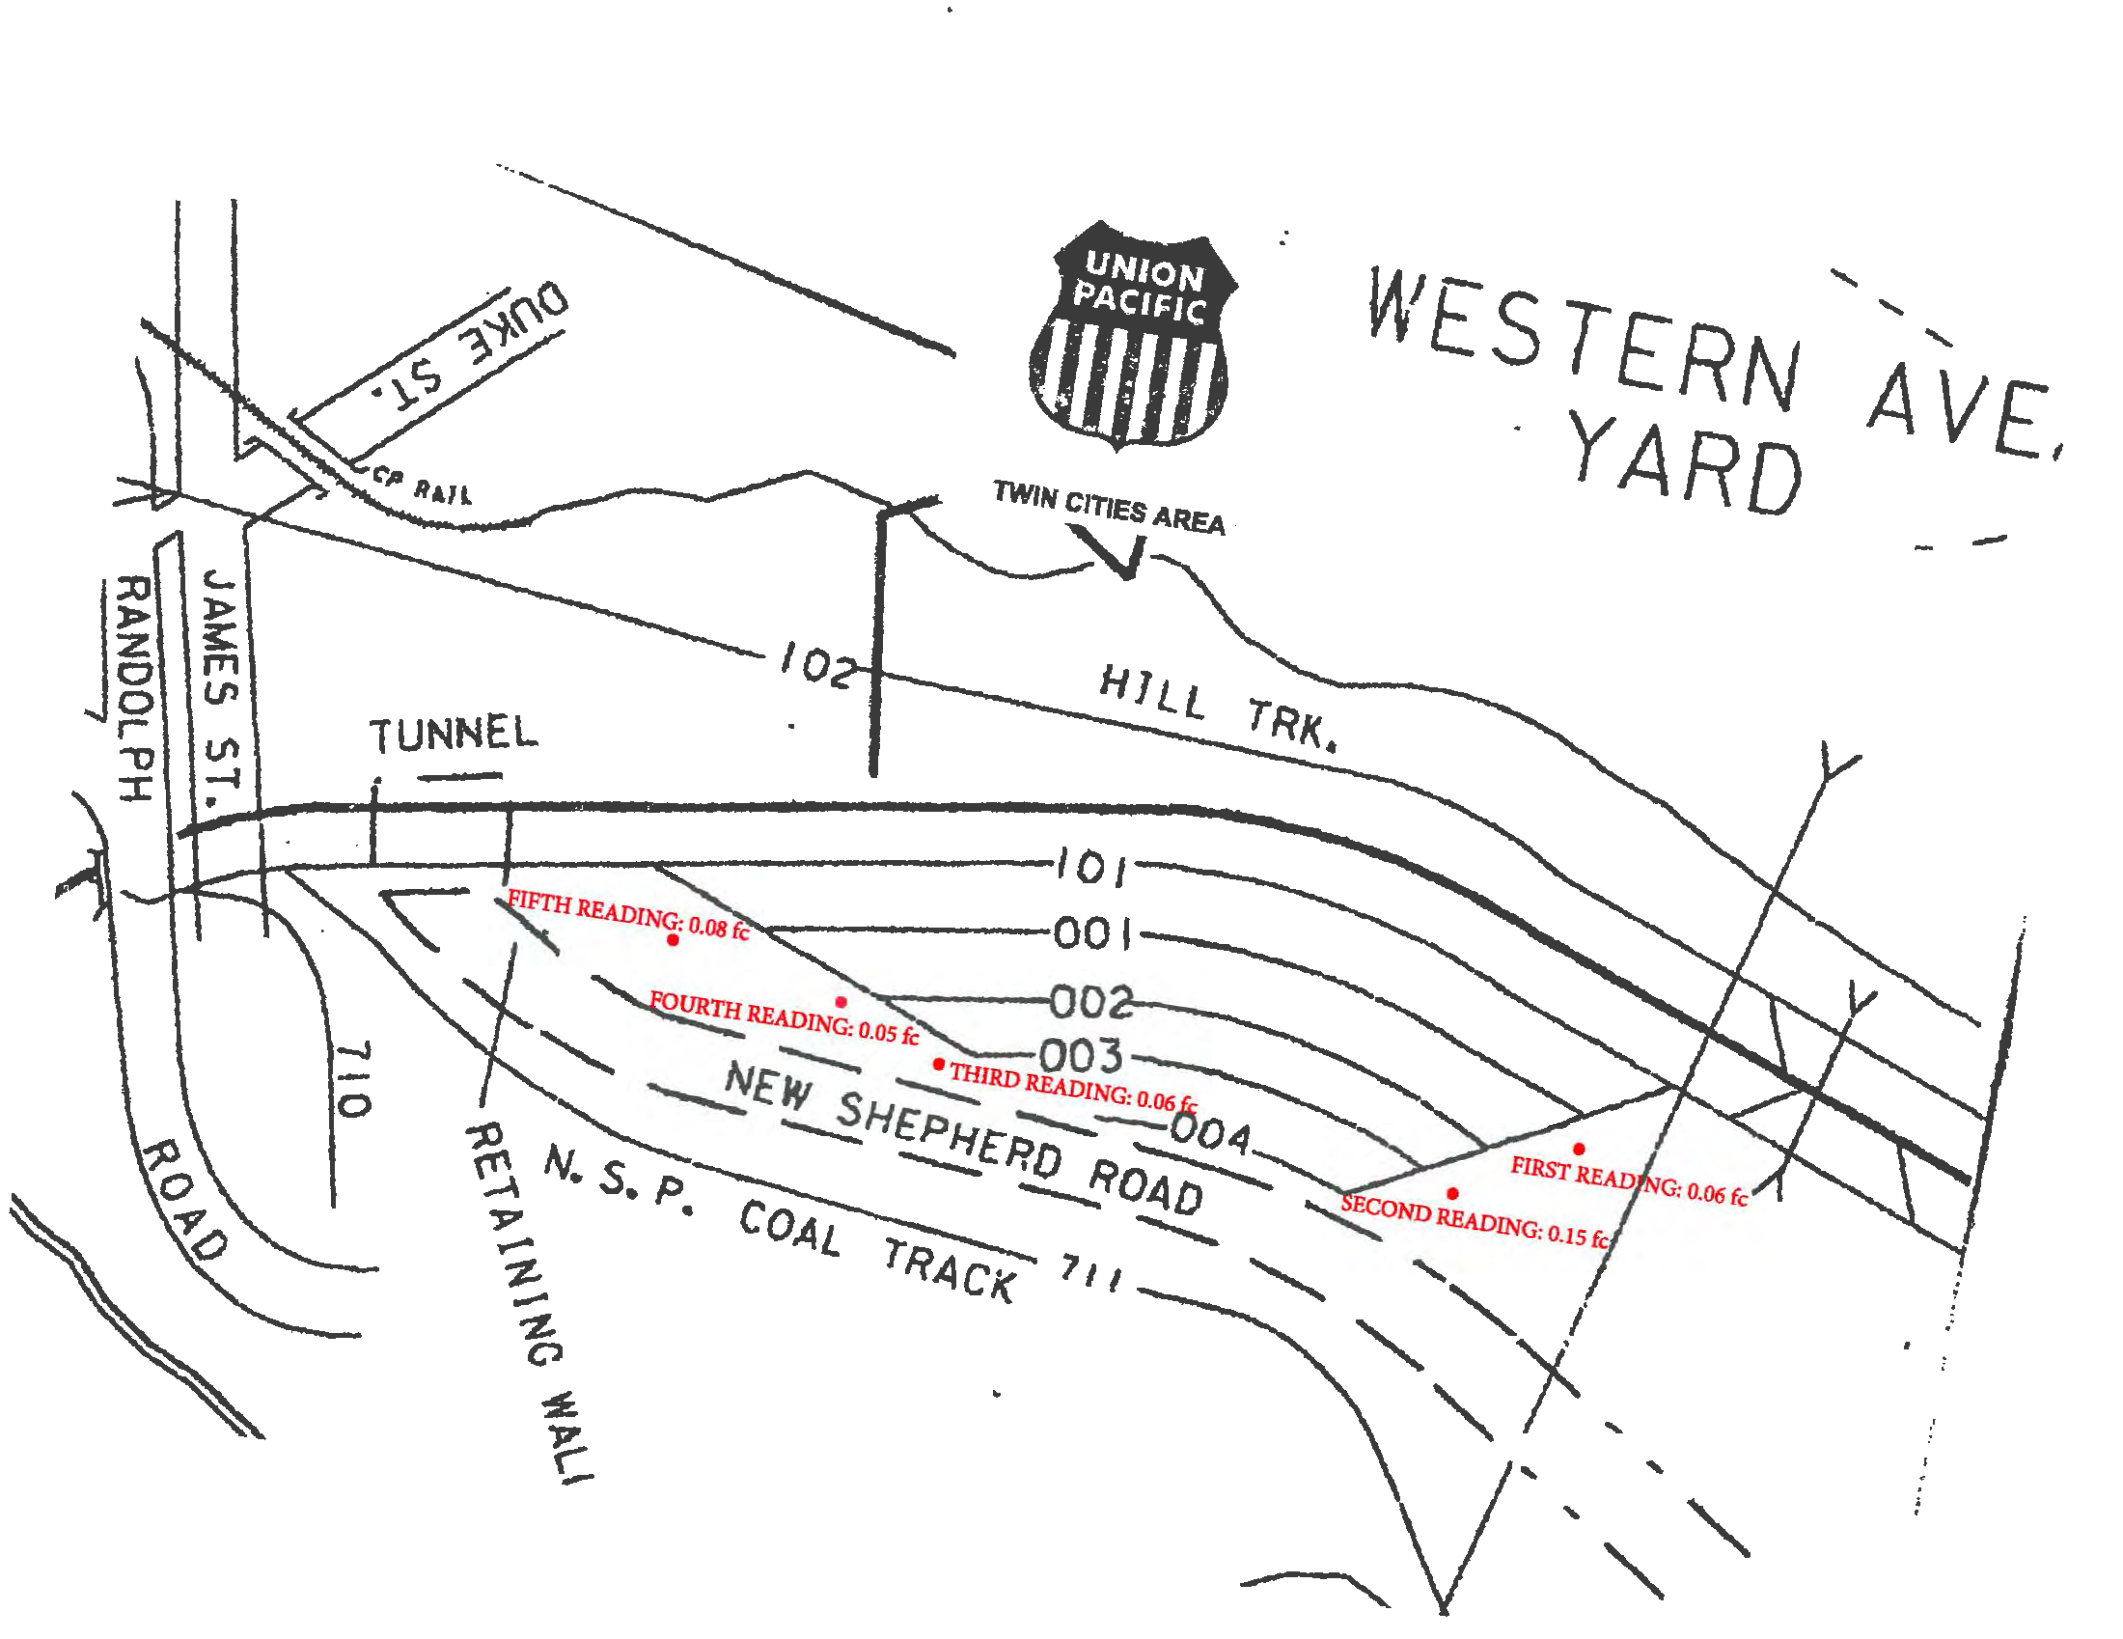 UNION
PACIFIC
WESTERN AVE.
YARD
DUKE
ST.
CP RAIL
TWIN CITIES AREA
RANDOLPH
JAMES ST.
102
HILL TRK.
TUNNEL
101
FIFTH READING: 0.08 fc
001
002
FOURTH READING: 0.05 fc
003
THIRD READING: 0.06 fc
710
NEW SHEPHERD ROAD
004
FIRST READING: 0.06 fc
SECOND READING: 0.15 fc
ROAD
RETAINING WALl
N. S. P. COAL TRACK
711